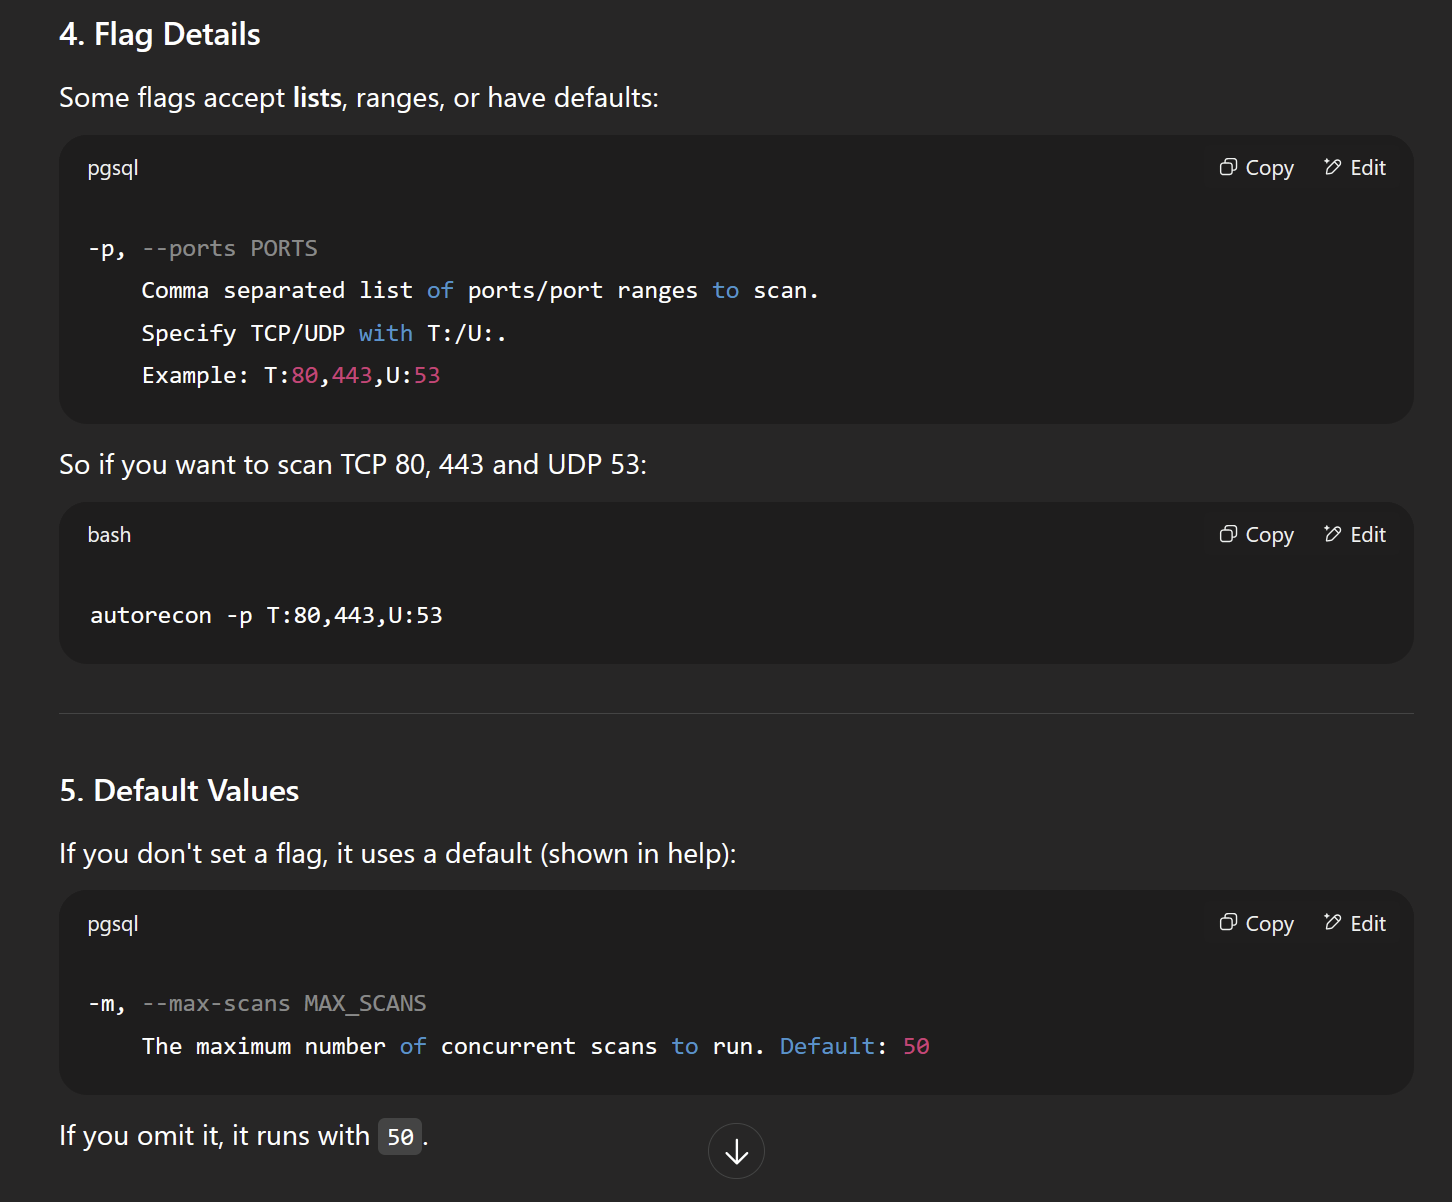 4. Flag Details
Some flags accept lists, ranges, or have defaults:
pgsql
Copy
Edit
-p, --ports PORTS
Comma separated list of ports/port ranges to scan.
Specify TCP/UDP with T:/U:.
Example: T:80,443,U:53
So if you want to scan TCP 80, 443 and UDP 53:
bash
Copy
Edit
autorecon -p T:80,443,U:53
5. Default Values
If you don't set a flag, it uses a default (shown in help):
pgsql
Copy
Edit
-m, --max-scans MAX_SCANS
The maximum number of concurrent scans to run. Default: 50
If you omit it, it runs with 50.